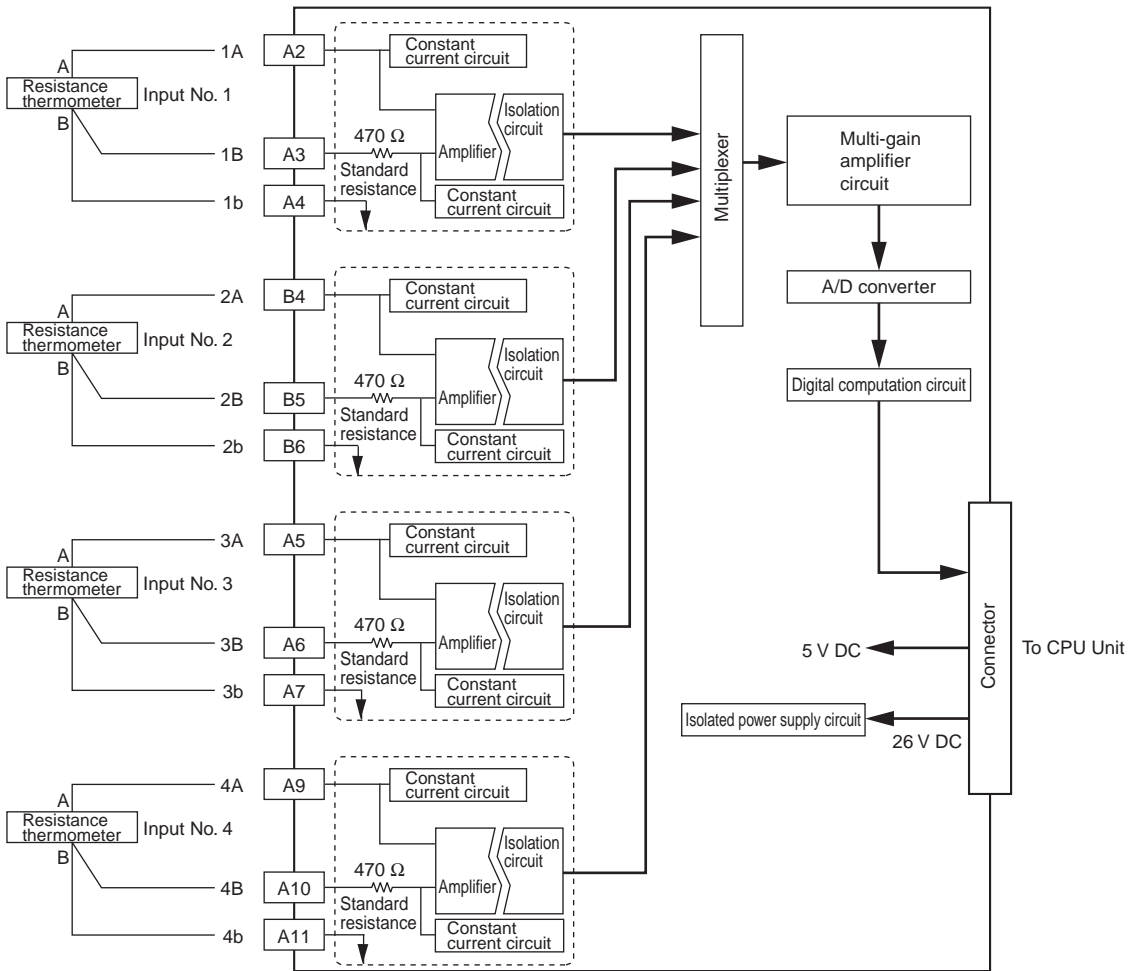 1A
A2
Constant
current circuit
A
Resistance
thermometer
Input No. 1
B
Isolation
circuit
470 Ω
Amplifier
1B
A3
Standard
resistance
1b
A4
Constant
current circuit
2A
B4
Constant
current circuit
A
Resistance
thermometer
Input No. 2
B
Isolation
circuit
470 Ω
Amplifier
2B
B5
Standard
resistance
2b
B6
Constant
current circuit
3A
A5
Constant
current circuit
A
Resistance
thermometer
Input No. 3
B
Isolation
circuit
470 Ω
Amplifier
3B
A6
Standard
resistance
3b
A7
Constant
current circuit
4A
A9
Constant
current circuit
A
Resistance
thermometer
Input No. 4
B
Isolation
circuit
470 Ω
Amplifier
4B
A10
Standard
resistance
4b
A11
Constant
current circuit
Multiplexer
Multi-gain
amplifier
circuit
A/D converter
Digital computation circuit
Connector
To CPU Unit
5 V DC
Isolated power supply circuit
26 V DC